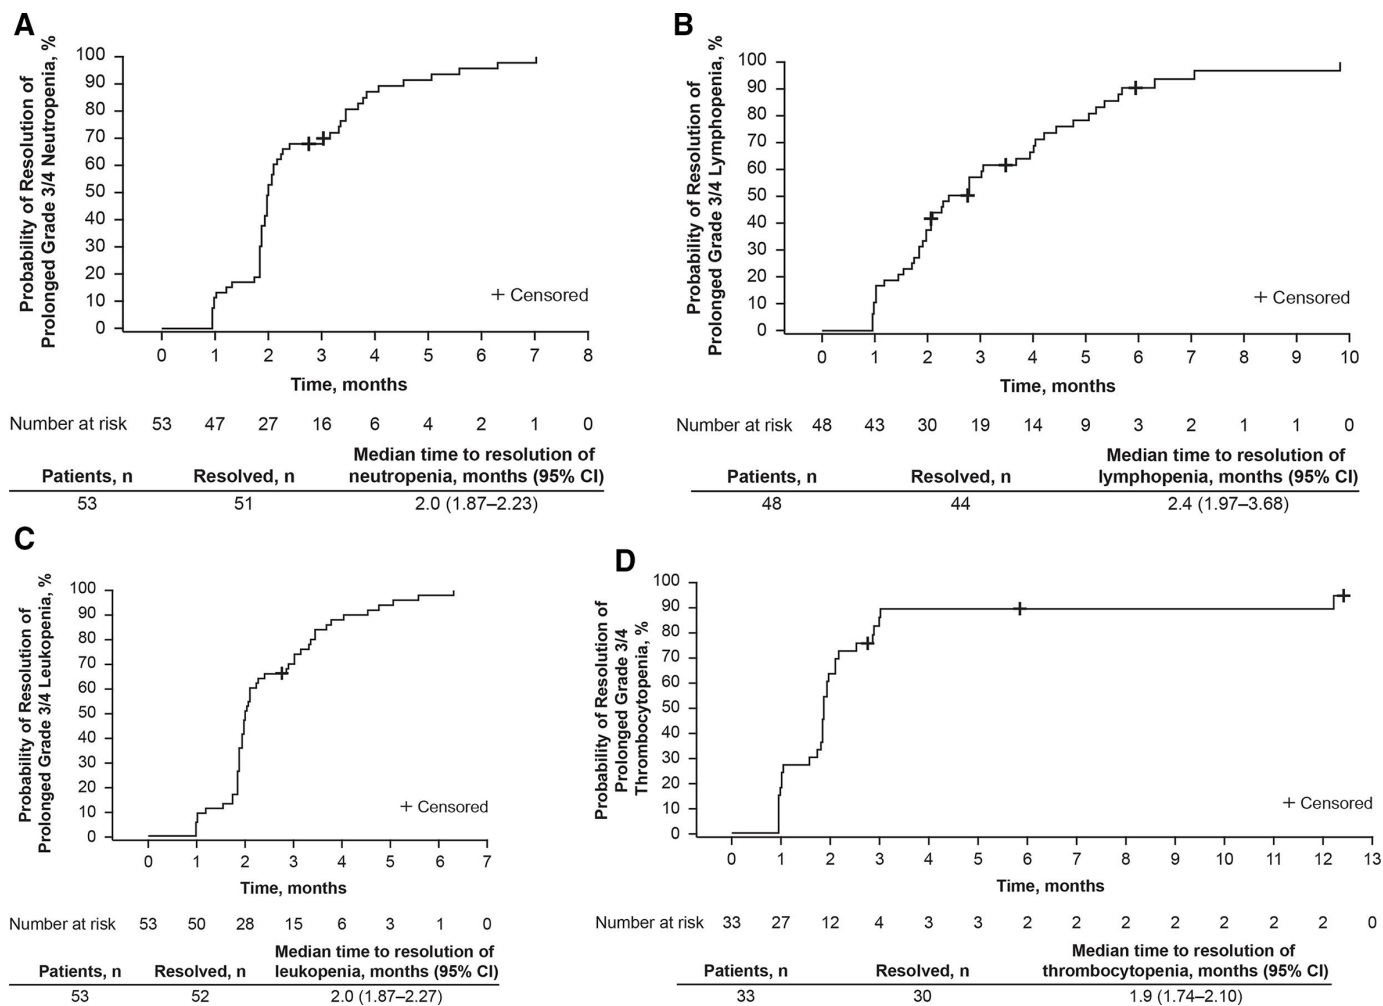 A
Probability of Resolution of
Prolonged Grade 3/4 Neutropenia, %
100
90
80
70
60
50
40
30
20
10
0
+ Censored
0 1 2 3 4 5 6 7 8
Time, months
Number at risk 53 47 27 16 6 4 2 1 0
Patients, n Resolved, n Median time to resolution of
neutropenia, months (95% CI)
53 51 2.0 (1.87–2.23)
B
Probability of Resolution of
Prolonged Grade 3/4 Lymphopenia, %
100
90
80
70
60
50
40
30
20
10
0
+ Censored
0 1 2 3 4 5 6 7 8 9 10
Time, months
Number at risk 48 43 30 19 14 9 3 2 1 1 0
Patients, n Resolved, n Median time to resolution of
lymphopenia, months (95% CI)
48 44 2.4 (1.97–3.68)
C
Probability of Resolution of
Prolonged Grade 3/4 Leukopenia, %
100
90
80
70
60
50
40
30
20
10
0
+ Censored
0 1 2 3 4 5 6 7
Time, months
Number at risk 53 50 28 15 6 3 1 0
Patients, n Resolved, n Median time to resolution of
leukopenia, months (95% CI)
53 52 2.0 (1.87–2.27)
D
Probability of Resolution of
Prolonged Grade 3/4
Thrombocytopenia, %
100
90
80
70
60
50
40
30
20
10
0
+ Censored
0 1 2 3 4 5 6 7 8 9 10 11 12 13
Time, months
Number at risk 33 27 12 4 3 3 2 2 2 2 2 2 2 0
Patients, n Resolved, n Median time to resolution of
thrombocytopenia, months (95% CI)
33 30 1.9 (1.74–2.10)